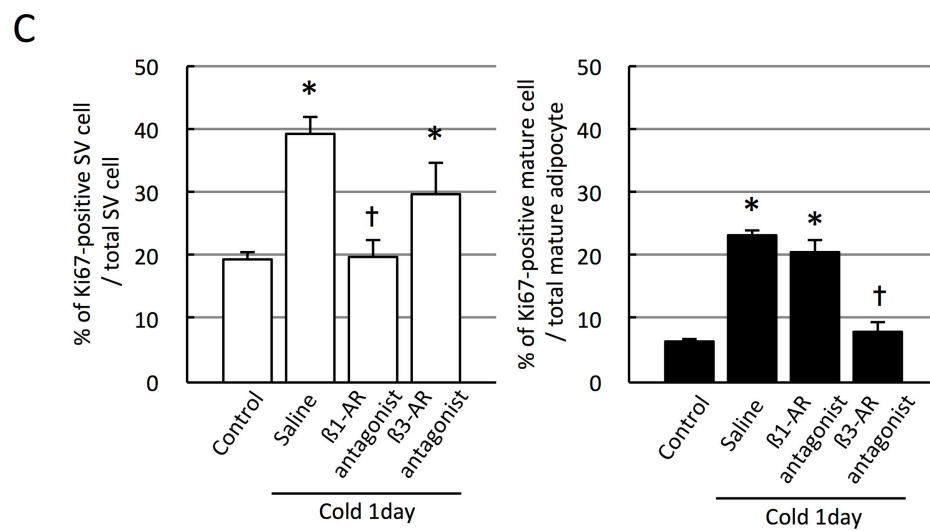 C
% of Ki67-positive SV cell
/ total SV cell
50
40
30
20
10
0
*
†
*
Control
Saline
ß1-AR
antagonist
ß3-AR
antagonist
Cold 1day
% of Ki67-positive mature cell
/ total mature adipocyte
50
40
30
20
10
0
*
*
†
Control
Saline
ß1-AR
antagonist
ß3-AR
antagonist
Cold 1day